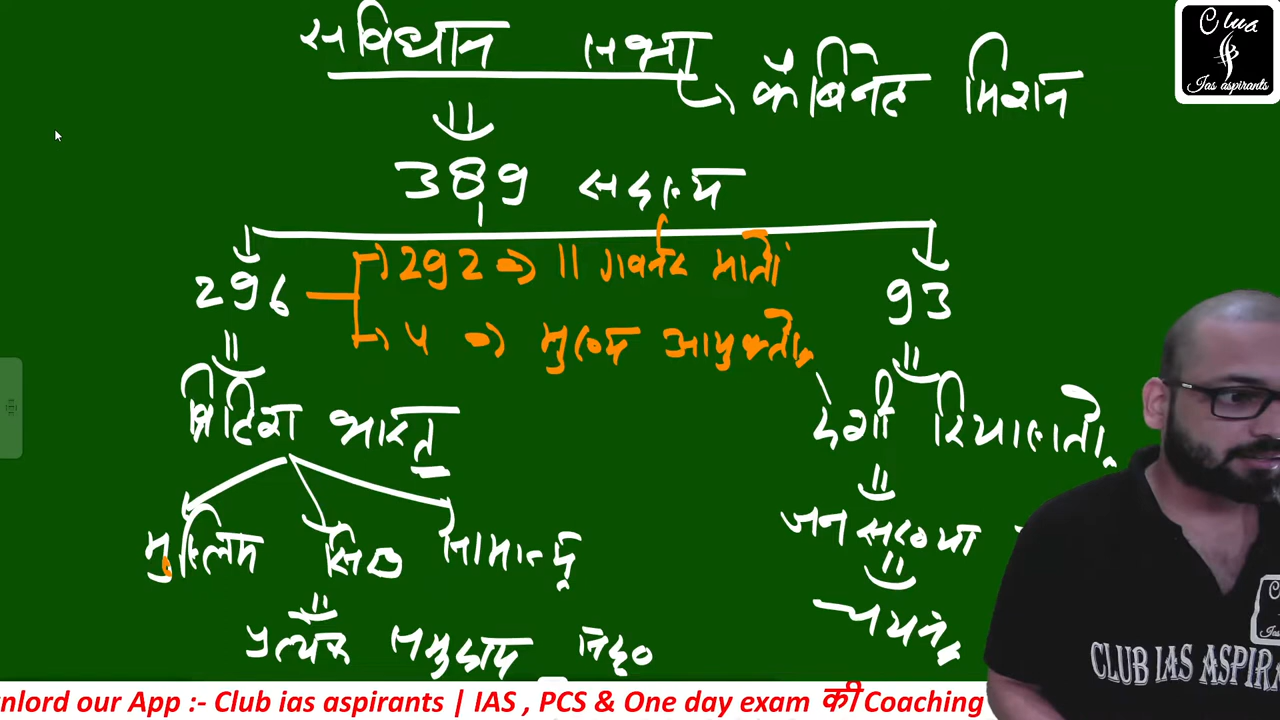 संविधान सभा
→ कैबिनेट मिशन
389 सदस्य
296
292 ⇒ 11 गवर्नर प्रान्तों
4 ⇒ मुख्य आयुक्तो
93
ब्रिटिश भारत
देशी रियासतों
मुस्लिम सिख सामान्य
जनसंख्या
प्रत्येक समुदाय
चयन
Club
Ias aspirants
CLUB IAS ASPIRA
nlord our App :- Club ias aspirants | IAS , PCS & One day exam की Coaching